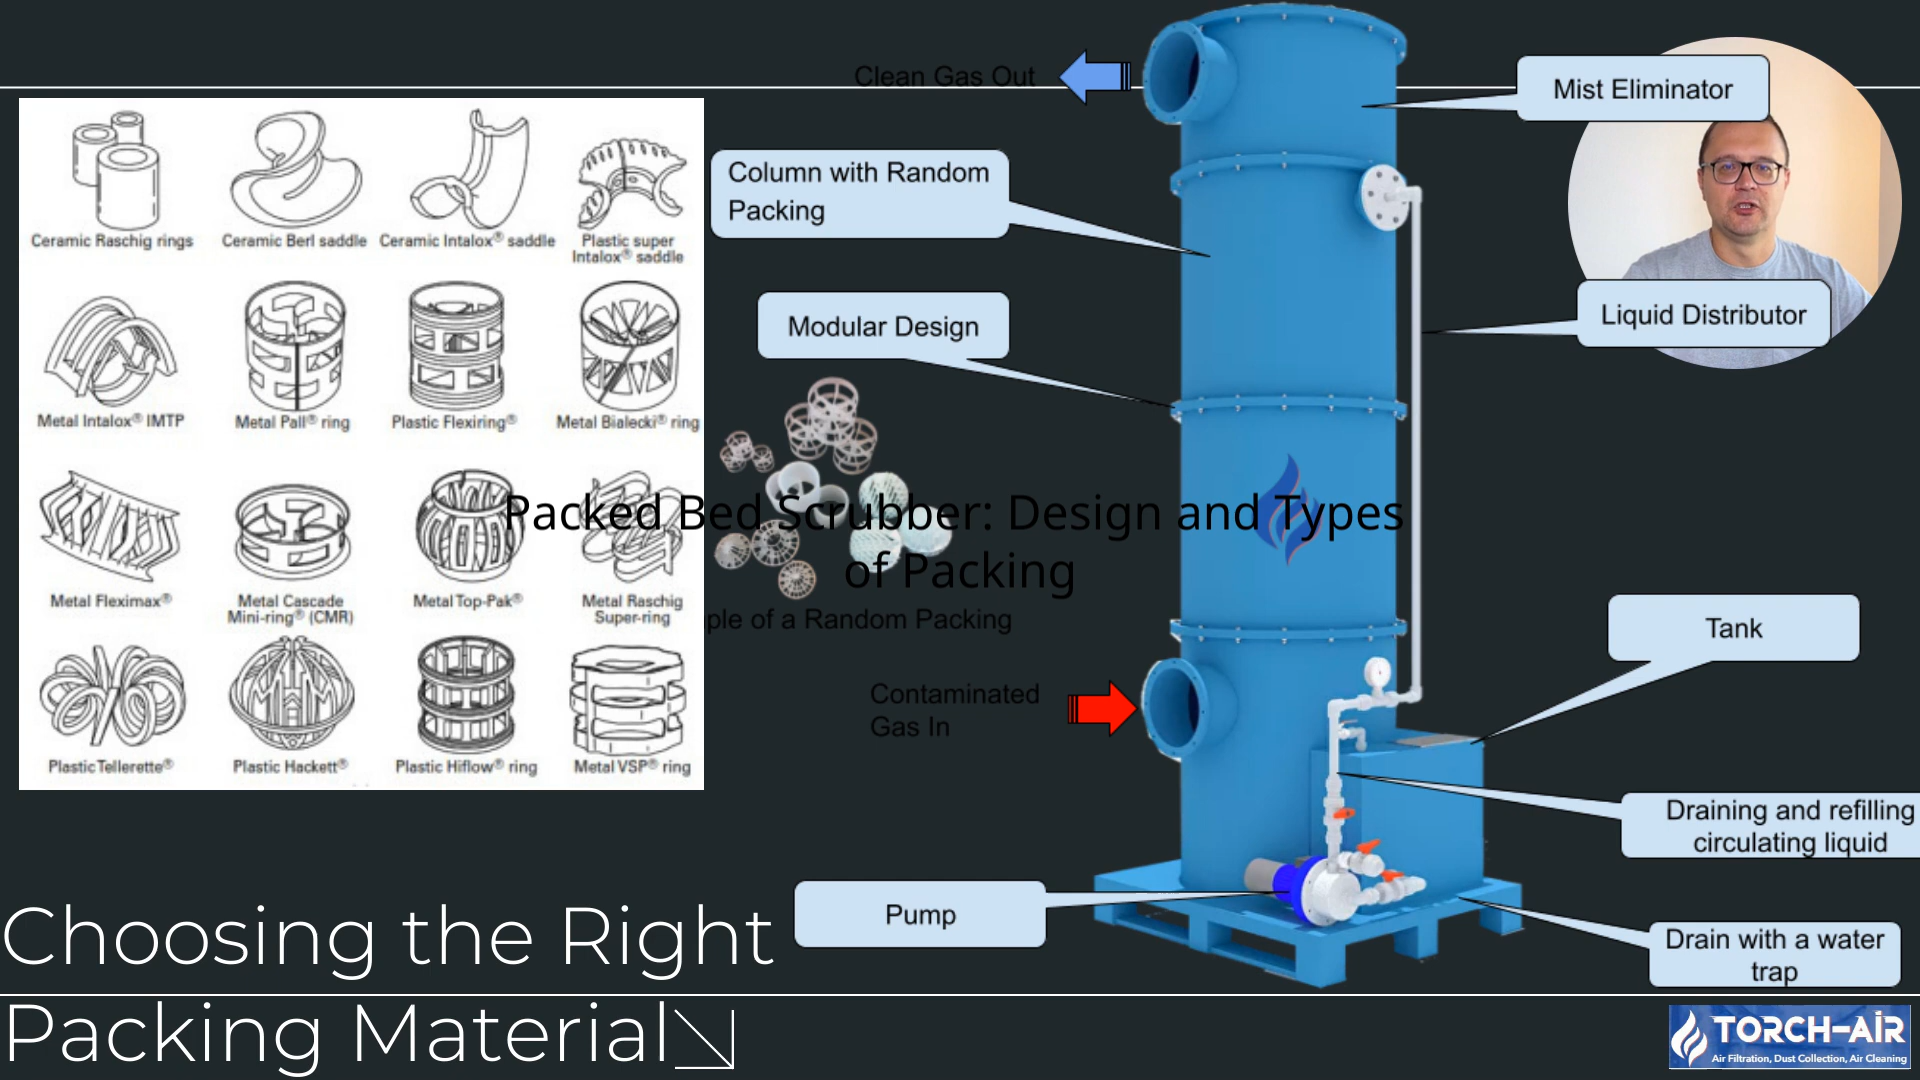 Clean Gas Out
Mist Eliminator
Column with Random
Packing
Modular Design
Liquid Distributor
Ceramic Raschig rings
Ceramic Berl saddle
Ceramic Intalox® saddle
Plastic super
Intalox® saddle
Metal Intalox® IMTP
Metal Pall® ring
Plastic Flexiring®
Metal Bialecki® ring
Metal Fleximax®
Metal Cascade
Mini-ring® (CMR)
Metal Top-Pak®
Metal Raschig
Super-ring
Plastic Tellerette®
Plastic Hackett®
Plastic Hiflow® ring
Metal VSP® ring
Packed Bed Scrubber: Design and Types
of Packing
of a Random Packing
Contaminated
Gas In
Tank
Draining and refilling
circulating liquid
Pump
Drain with a water
trap
Choosing the Right
Packing Material
TORCH-AIR
Air Filtration, Dust Collection, Air Cleaning